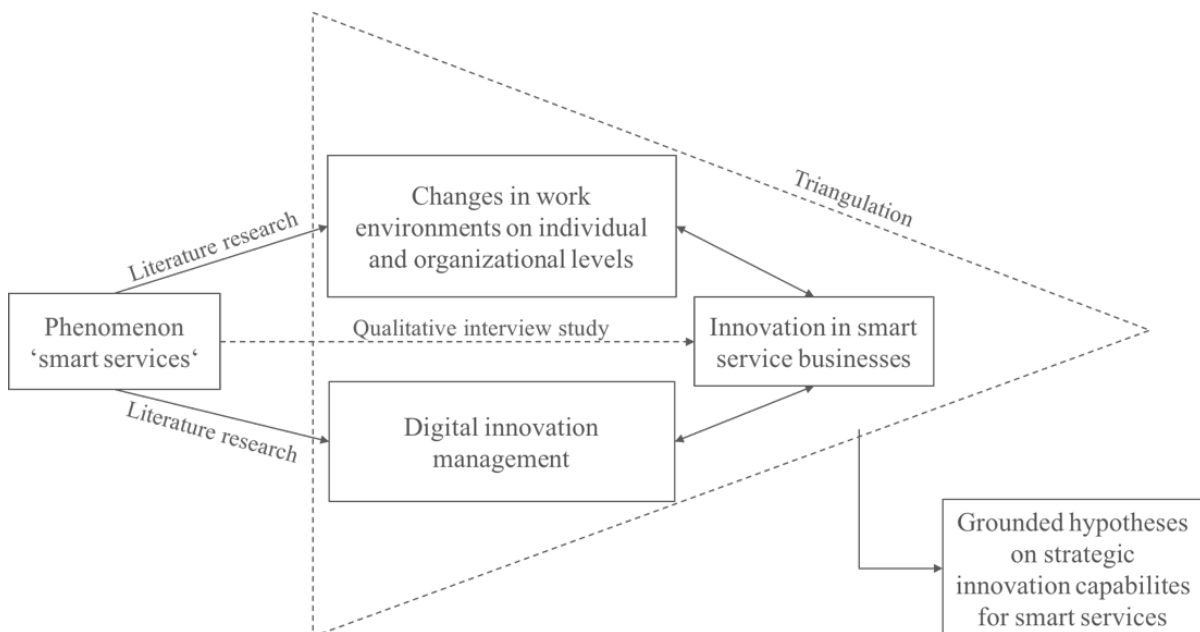 Triangulation
Changes in work
environments on individual
and organizational levels
Literature research
Phenomenon
‘smart services‘
Qualitative interview study
Innovation in smart
service businesses
Literature research
Digital innovation
management
Grounded hypotheses
on strategic
innovation capabilites
for smart services